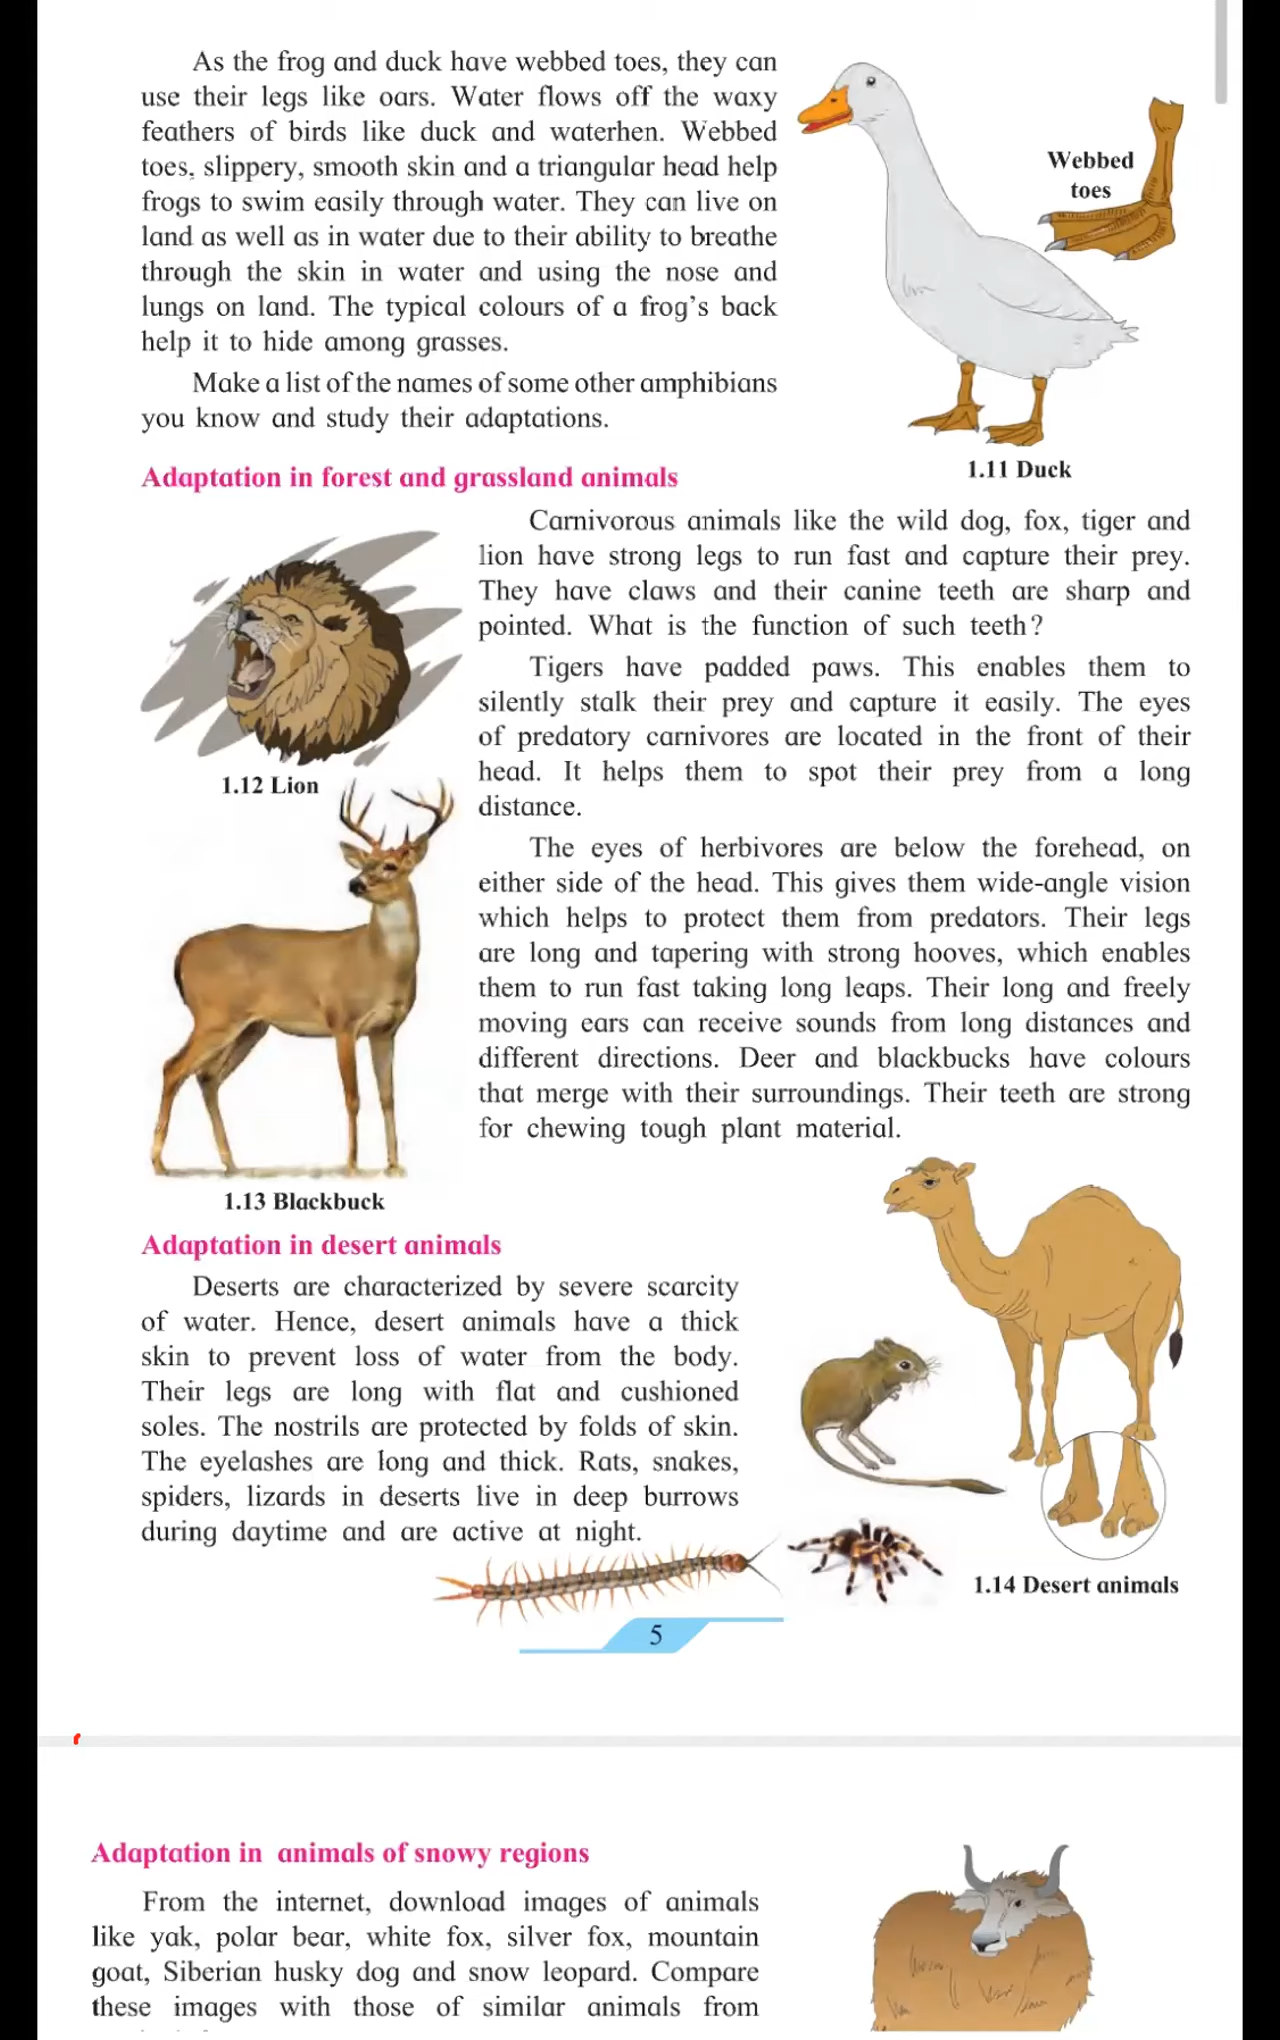 As the frog and duck have webbed toes, they can
use their legs like oars. Water flows off the waxy
feathers of birds like duck and waterhen. Webbed
toes, slippery, smooth skin and a triangular head help
frogs to swim easily through water. They can live on
land as well as in water due to their ability to breathe
through the skin in water and using the nose and
lungs on land. The typical colours of a frog's back
help it to hide among grasses.
Make a list of the names of some other amphibians
you know and study their adaptations.
Webbed
toes
1.11 Duck
Adaptation in forest and grassland animals
Carnivorous animals like the wild dog, fox, tiger and
lion have strong legs to run fast and capture their prey.
They have claws and their canine teeth are sharp and
pointed. What is the function of such teeth?
Tigers have padded paws. This enables them to
silently stalk their prey and capture it easily. The eyes
of predatory carnivores are located in the front of their
head. It helps them to spot their prey from a long
distance.
1.12 Lion
The eyes of herbivores are below the forehead, on
either side of the head. This gives them wide-angle vision
which helps to protect them from predators. Their legs
are long and tapering with strong hooves, which enables
them to run fast taking long leaps. Their long and freely
moving ears can receive sounds from long distances and
different directions. Deer and blackbucks have colours
that merge with their surroundings. Their teeth are strong
for chewing tough plant material.
1.13 Blackbuck
Adaptation in desert animals
Deserts are characterized by severe scarcity
of water. Hence, desert animals have a thick
skin to prevent loss of water from the body.
Their legs are long with flat and cushioned
soles. The nostrils are protected by folds of skin.
The eyelashes are long and thick. Rats, snakes,
spiders, lizards in deserts live in deep burrows
during daytime and are active at night.
1.14 Desert animals
5
Adaptation in animals of snowy regions
From the internet, download images of animals
like yak, polar bear, white fox, silver fox, mountain
goat, Siberian husky dog and snow leopard. Compare
these images with those of similar animals from